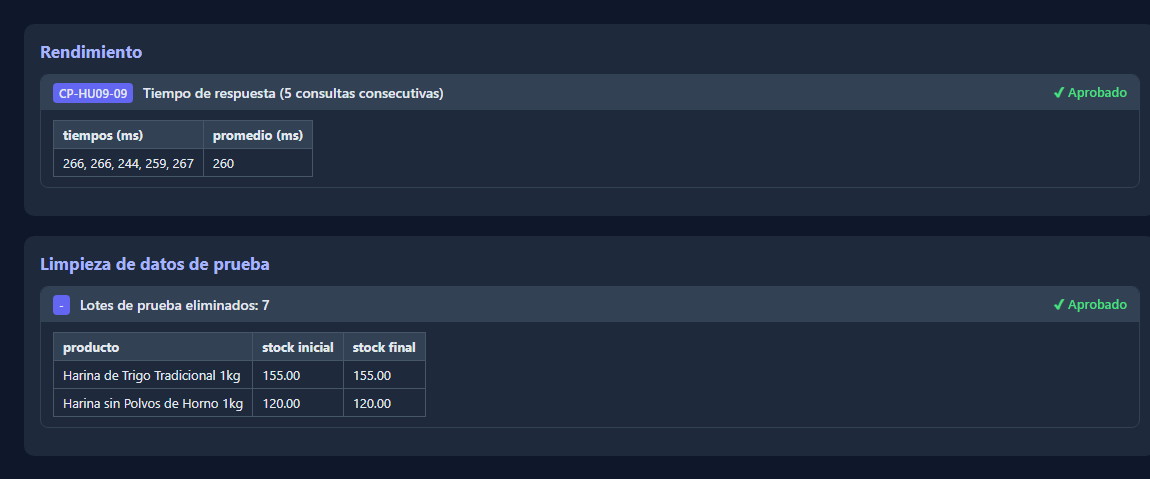 Rendimiento
CP-HU09-09 Tiempo de respuesta (5 consultas consecutivas) ✔ Aprobado
tiempos (ms) promedio (ms)
266, 266, 244, 259, 267 260
Limpieza de datos de prueba
- Lotes de prueba eliminados: 7 ✔ Aprobado
producto stock inicial stock final
Harina de Trigo Tradicional 1kg 155.00 155.00
Harina sin Polvos de Horno 1kg 120.00 120.00